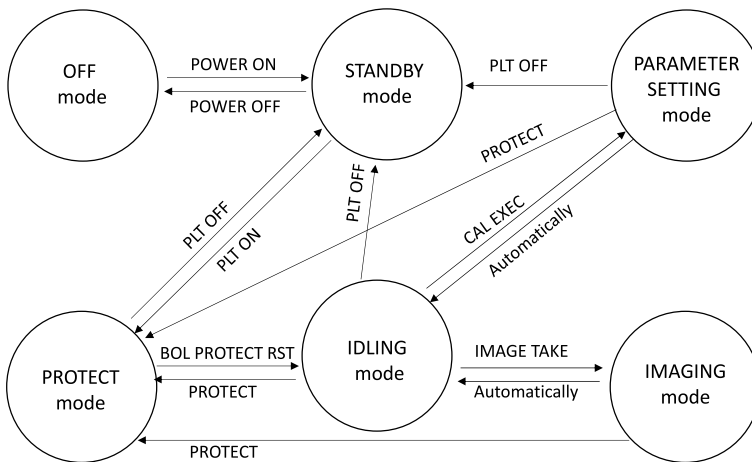 OFF
mode
POWER ON
POWER OFF
STANDBY
mode
PLT OFF
PARAMETER
SETTING
mode
PROTECT
PLT OFF
PLT ON
PLT OFF
CAL EXEC
Automatically
PROTECT
mode
BOL PROTECT RST
PROTECT
IDLING
mode
IMAGE TAKE
Automatically
IMAGING
mode
PROTECT